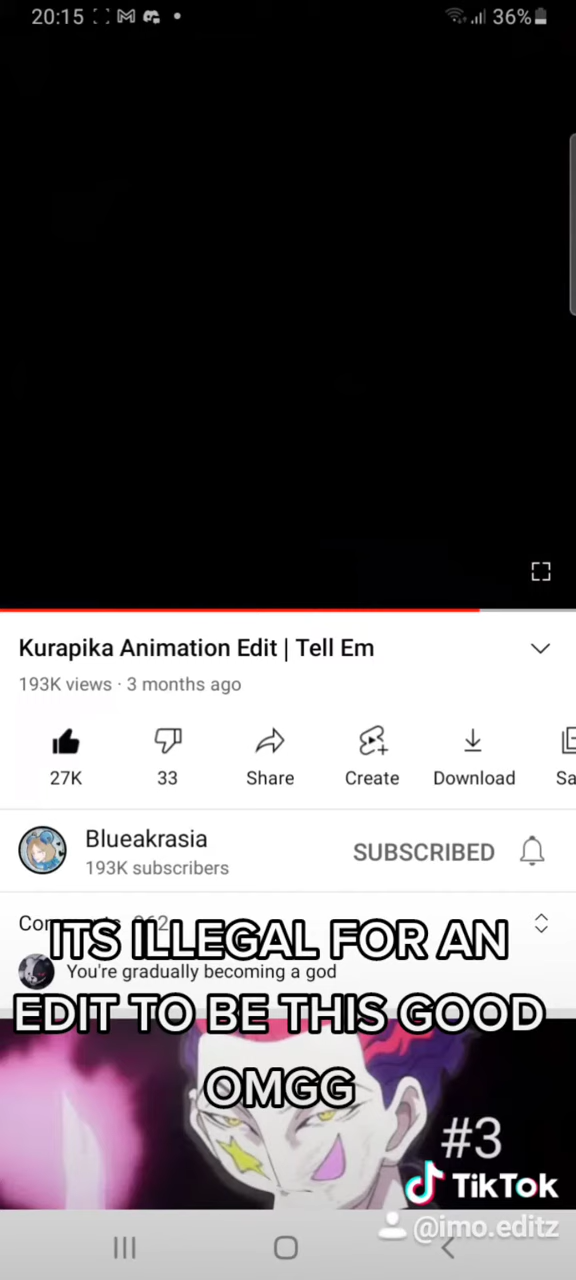 20:15
36%
Kurapika Animation Edit | Tell Em
193K views · 3 months ago
27K
33
Share
Create
Download
Sa
Blueakrasia
193K subscribers
SUBSCRIBED
ITS ILLEGAL FOR AN
You're gradually becoming a god
EDIT TO BE THIS GOOD
OMGG
#3
TikTok
@imo.editz